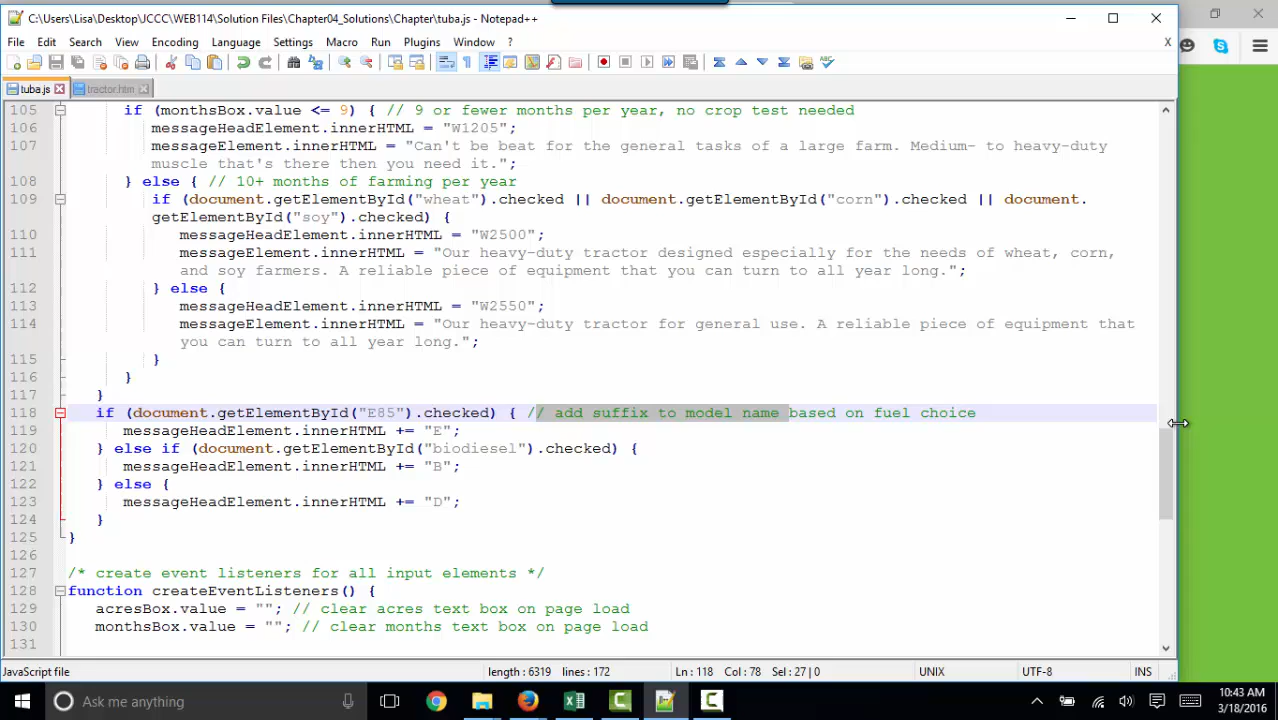 C:\Users\Lisa\Desktop\JCCC\WEB114\Solution Files\Chapter04_Solutions\Chapter\tuba.js - Notepad++
File Edit Search View Encoding Language Settings Macro Run Plugins Window ? X
tuba.js tractor.htm
105 if (monthsBox.value <= 9) { // 9 or fewer months per year, no crop test needed
106 messageHeadElement.innerHTML = "W1205";
107 messageHeadElement.innerHTML = "Can't be beat for the general tasks of a large farm. Medium- to heavy-duty
muscle that's there then you need it.";
108 } else { // 10+ months of farming per year
109 if (document.getElementById("wheat").checked || document.getElementById("corn").checked || document.
getElementById("soy").checked) {
110 messageHeadElement.innerHTML = "W2500";
111 messageHeadElement.innerHTML = "Our heavy-duty tractor designed especially for the needs of wheat, corn,
and soy farmers. A reliable piece of equipment that you can turn to all year long.";
112 } else {
113 messageHeadElement.innerHTML = "W2550";
114 messageHeadElement.innerHTML = "Our heavy-duty tractor for general use. A reliable piece of equipment that
you can turn to all year long.";
115 }
116 }
117 }
118 if (document.getElementById("E85").checked) { // add suffix to model name based on fuel choice
119 messageHeadElement.innerHTML += "E";
120 } else if (document.getElementById("biodiesel").checked) {
121 messageHeadElement.innerHTML += "B";
122 } else {
123 messageHeadElement.innerHTML += "D";
124 }
125 }
126
127 /* create event listeners for all input elements */
128 function createEventListeners() {
129 acresBox.value = ""; // clear acres text box on page load
130 monthsBox.value = ""; // clear months text box on page load
131
JavaScript file length : 6319 lines : 172 Ln : 118 Col : 78 Sel : 27 | 0 UNIX UTF-8 INS
Ask me anything
10:43 AM
3/18/2016